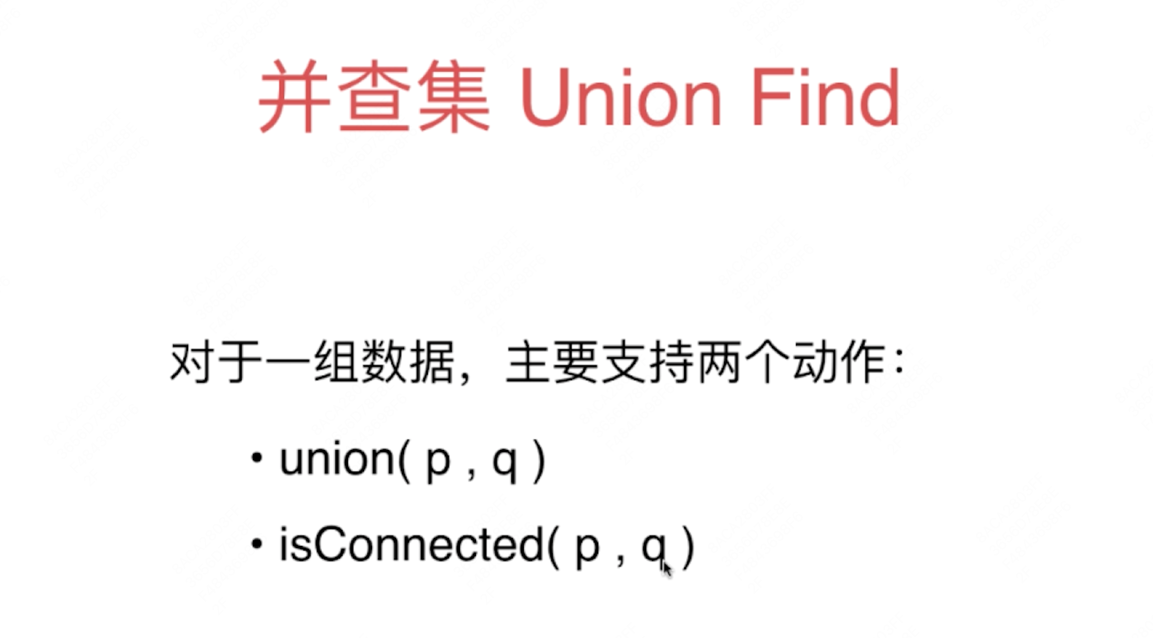 并查集 Union Find
对于一组数据，主要支持两个动作：
• union( p , q )
• isConnected( p , q )